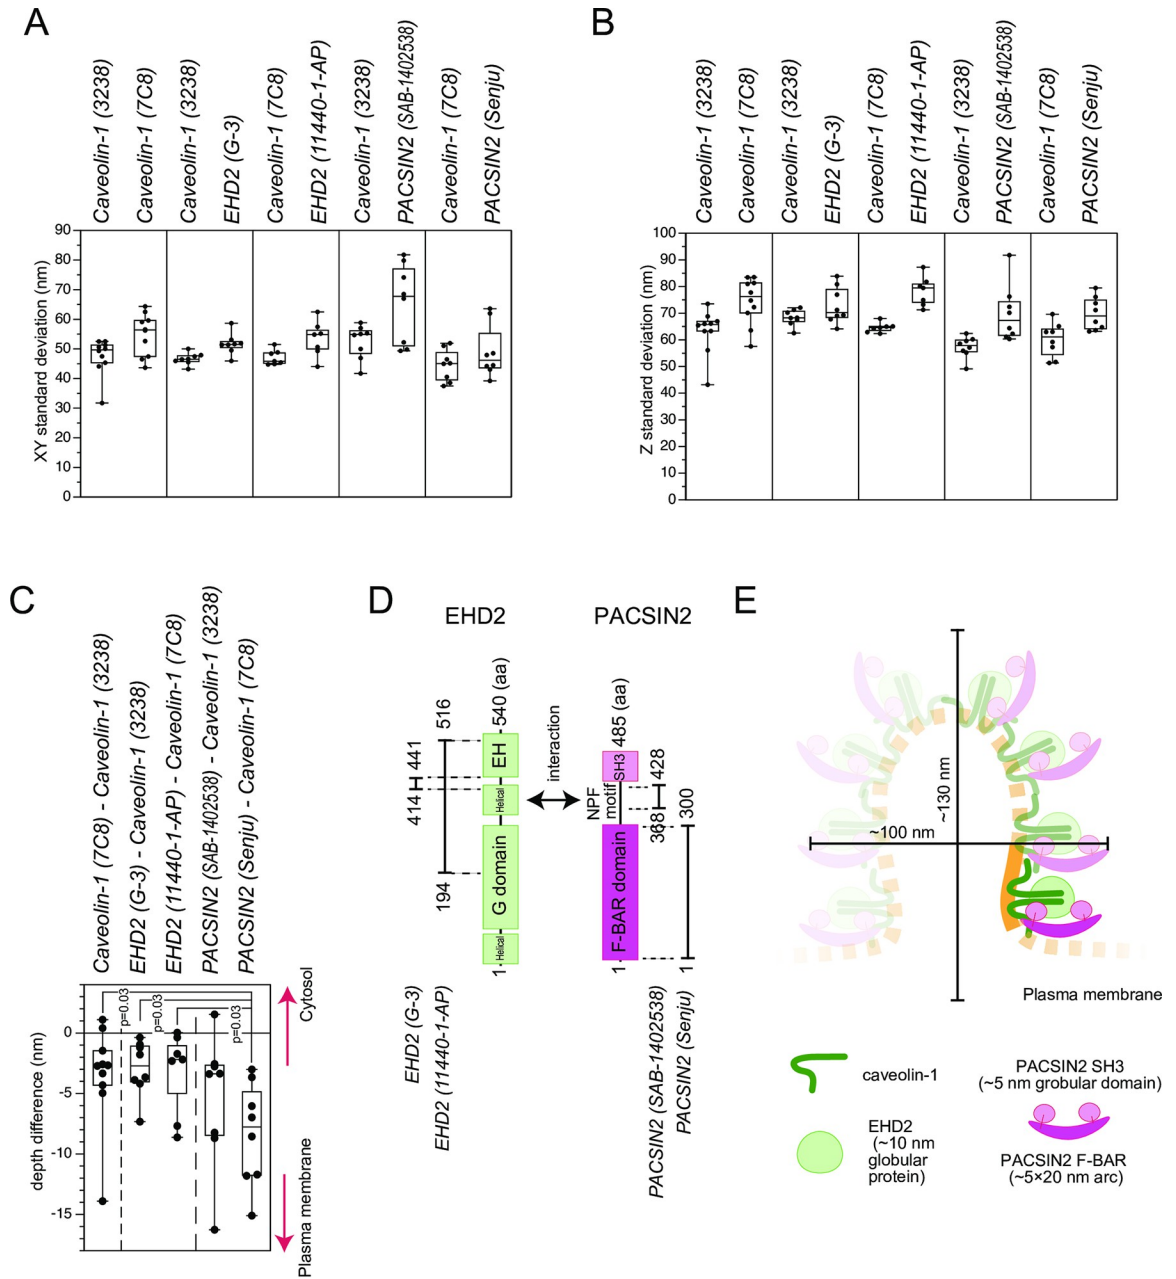 A
Caveolin-1 (3238)
Caveolin-1 (7C8)
Caveolin-1 (3238)
EHD2 (G-3)
Caveolin-1 (7C8)
EHD2 (11440-1-AP)
Caveolin-1 (3238)
PACSIN2 (SAB-1402538)
Caveolin-1 (7C8)
PACSIN2 (Senju)
XY standard deviation (nm)
90
80
70
60
50
40
30
20
10
0
B
Caveolin-1 (3238)
Caveolin-1 (7C8)
Caveolin-1 (3238)
EHD2 (G-3)
Caveolin-1 (7C8)
EHD2 (11440-1-AP)
Caveolin-1 (3238)
PACSIN2 (SAB-1402538)
Caveolin-1 (7C8)
PACSIN2 (Senju)
Z standard deviation (nm)
100
90
80
70
60
50
40
30
20
10
0
C
Caveolin-1 (7C8) - Caveolin-1 (3238)
EHD2 (G-3) - Caveolin-1 (3238)
EHD2 (11440-1-AP) - Caveolin-1 (7C8)
PACSIN2 (SAB-1402538) - Caveolin-1 (3238)
PACSIN2 (Senju) - Caveolin-1 (7C8)
depth difference (nm)
0
-5
-10
-15
p=0.03
p=0.03
p=0.03
Cytosol
Plasma membrane
D
EHD2
PACSIN2
516
540 (aa)
441
414
194
1
EH
Helical
G domain
Helical
interaction
485 (aa)
SH3
NPF
motif
F-BAR domain
1
428
368
300
1
EHD2 (G-3)
EHD2 (11440-1-AP)
PACSIN2 (SAB-1402538)
PACSIN2 (Senju)
E
~130 nm
~100 nm
Plasma membrane
caveolin-1
EHD2
(~10 nm
globular
protein)
PACSIN2 SH3
(~5 nm grobular domain)
PACSIN2 F-BAR
(~5×20 nm arc)